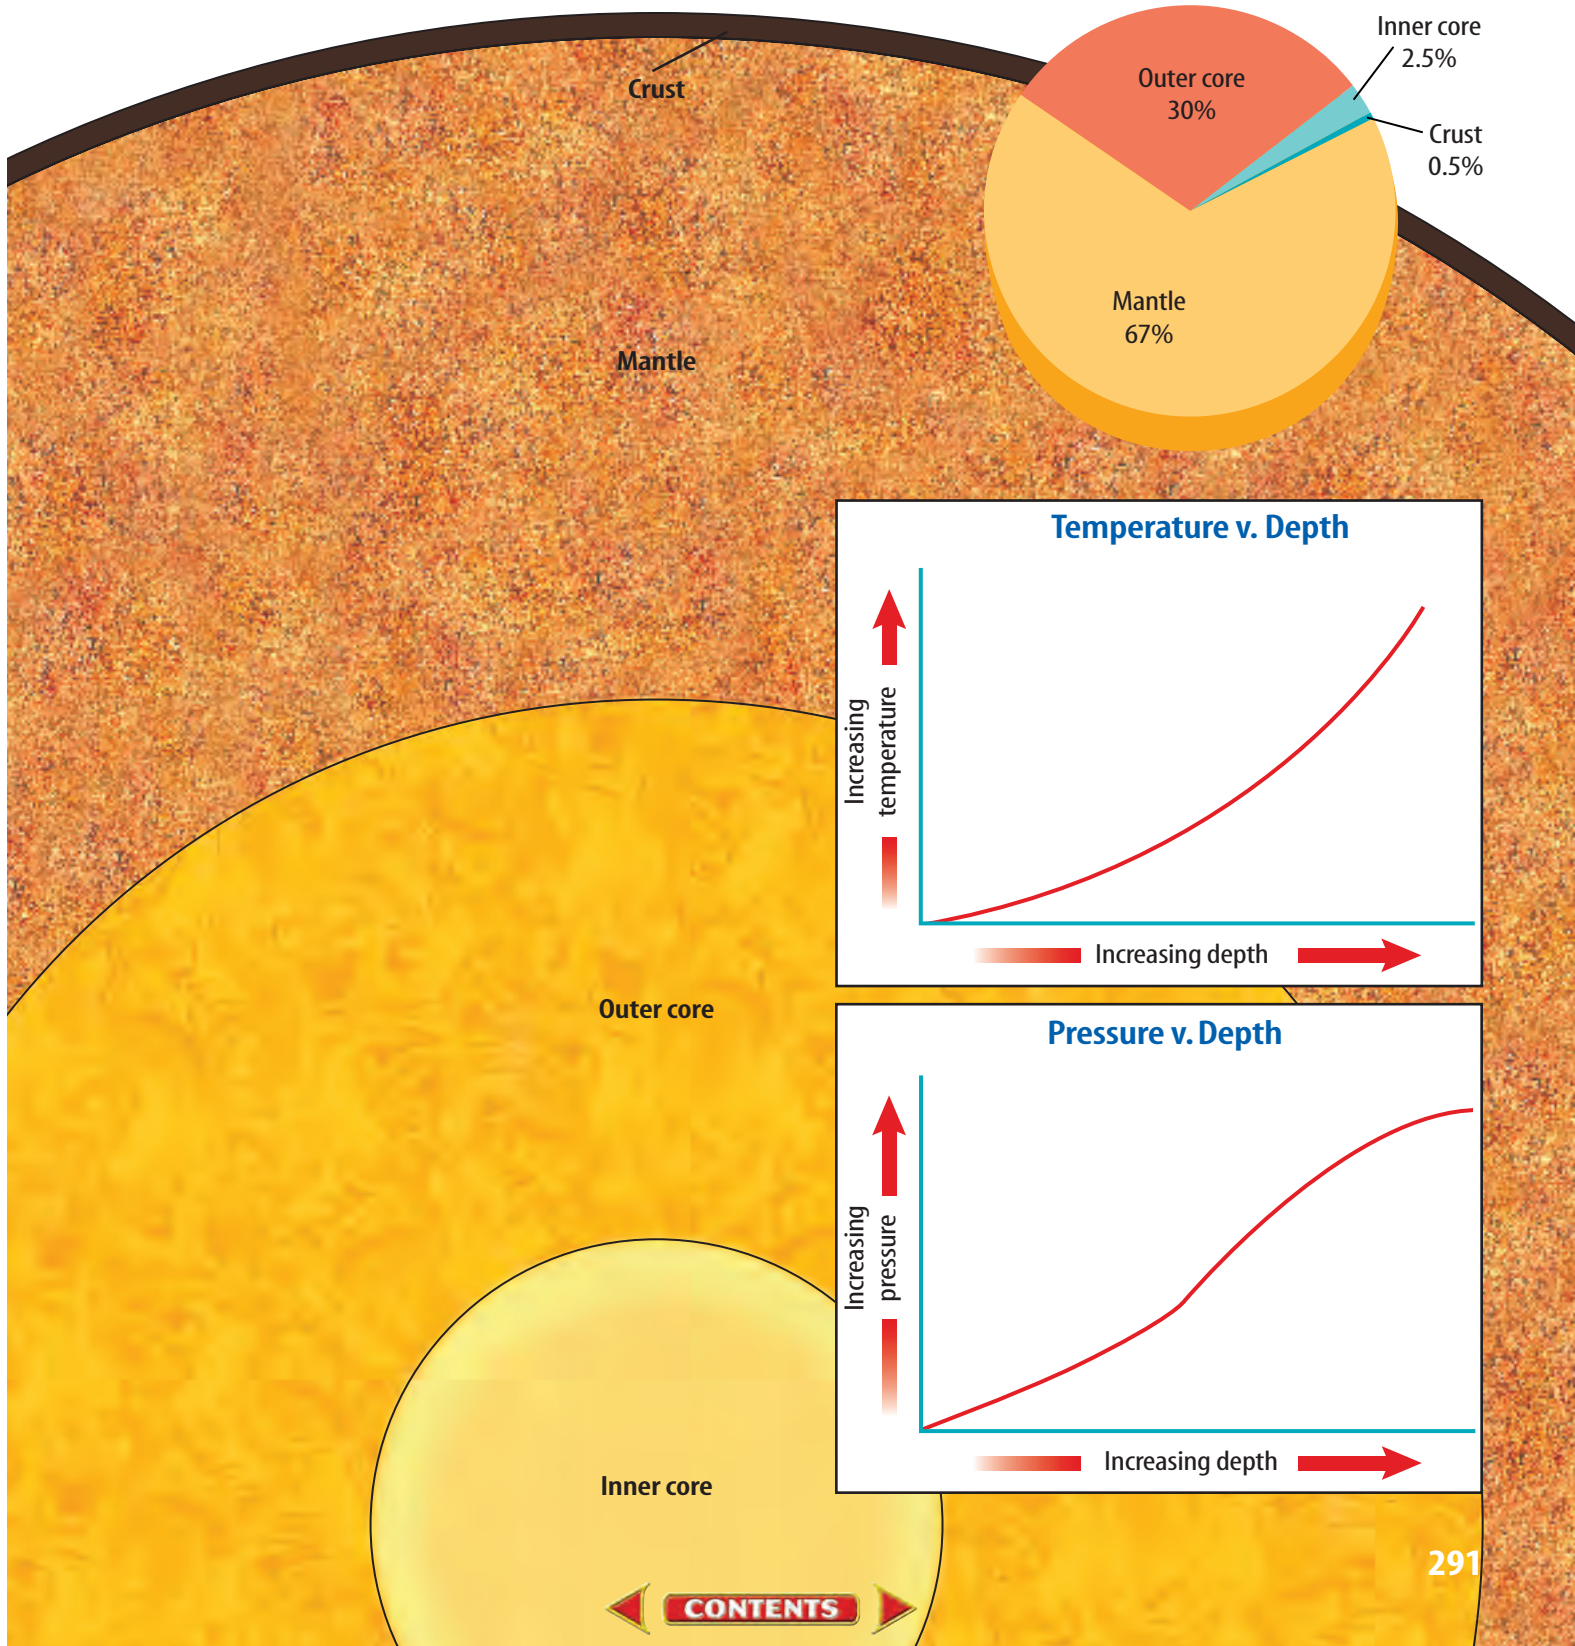 Crust
Outer core
30%
Inner core
2.5%
Crust
0.5%
Mantle
67%
Mantle
Temperature v. Depth
Increasing
temperature
Increasing depth
Outer core
Pressure v. Depth
Increasing
pressure
Increasing depth
Inner core
291
CONTENTS